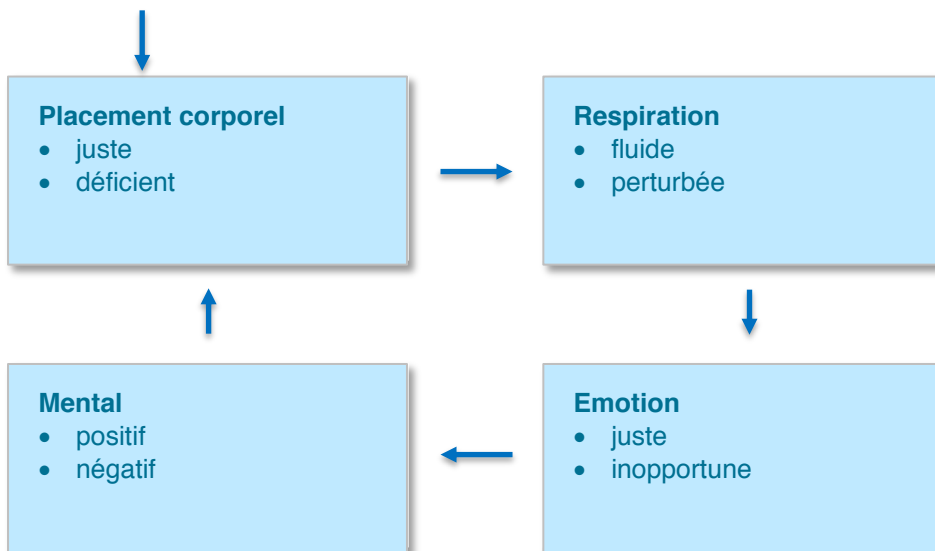 Placement corporel
• juste
• déficient
Respiration
• fluide
• perturbée
Mental
• positif
• négatif
Emotion
• juste
• inopportune